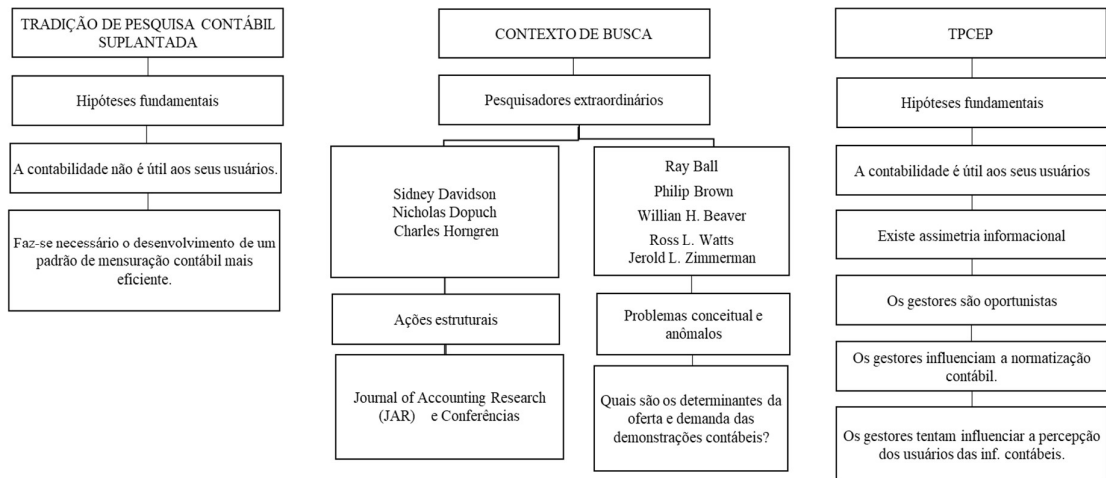 TRADIÇÃO DE PESQUISA CONTÁBIL
SUPLANTADA
Hipóteses fundamentais
A contabilidade não é útil aos seus usuários.
Faz-se necessário o desenvolvimento de um
padrão de mensuração contábil mais
eficiente.
CONTEXTO DE BUSCA
Pesquisadores extraordinários
Sidney Davidson
Nicholas Dopuch
Charles Horngren
Ações estruturais
Journal of Accounting Research
(JAR) e Conferências
Ray Ball
Philip Brown
Willian H. Beaver
Ross L. Watts
Jerold L. Zimmerman
Problemas conceitual e
anômalos
Quais são os determinantes da
oferta e demanda das
demonstrações contábeis?
TPCEP
Hipóteses fundamentais
A contabilidade é útil aos seus usuários
Existe assimetria informacional
Os gestores são oportunistas
Os gestores influenciam a normatização
contábil.
Os gestores tentam influenciar a percepção
dos usuários das inf. contábeis.